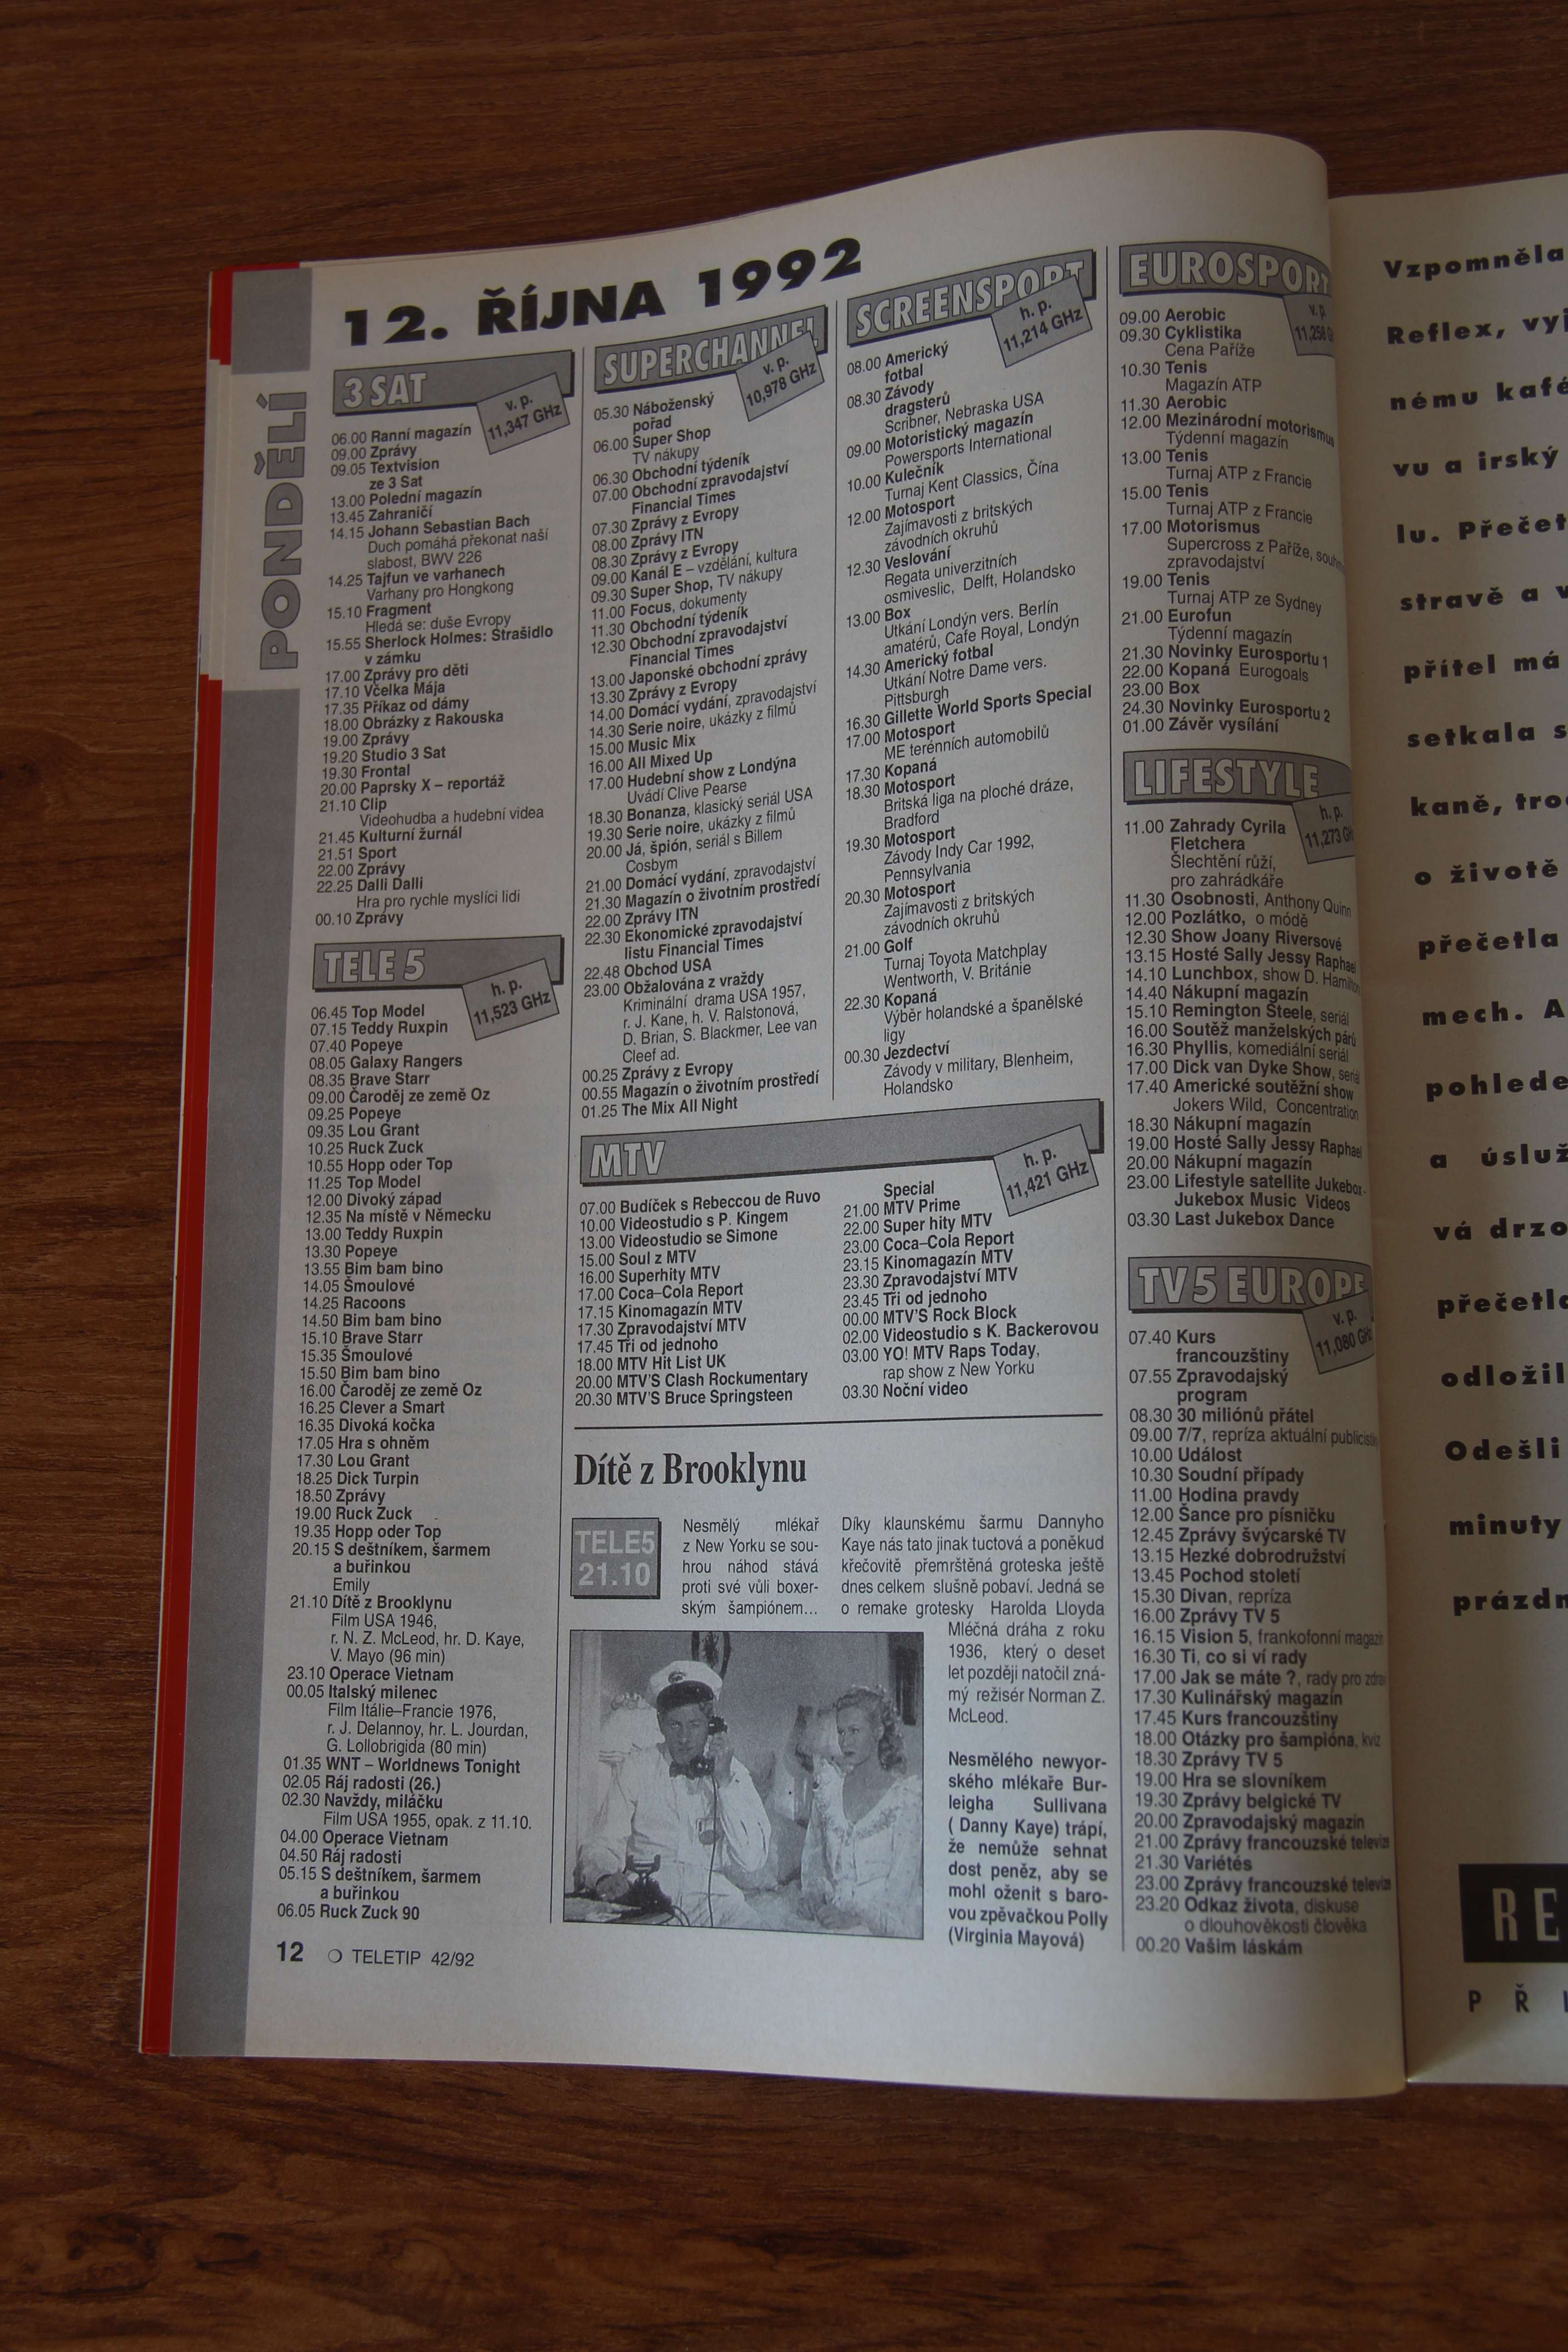 PONDĚLÍ
12. ŘÍJNA 1992
3 SAT
v. p.
11,347 GHz
06.00 Ranní magazín
09.00 Zprávy
09.05 Textvision
ze 3 Sat
13.00 Polední magazín
13.45 Zahraničí
14.15 Johann Sebastian Bach
Duch pomáhá překonat naší
slabost, BWV 226
14.25 Tajfun ve varhanech
Varhany pro Hongkong
15.10 Fragment
Hledá se: duše Evropy
15.55 Sherlock Holmes: Strašidlo
v zámku
17.00 Zprávy pro děti
17.10 Včelka Mája
17.35 Příkaz od dámy
18.00 Obrázky z Rakouska
19.00 Zprávy
19.20 Studio 3 Sat
19.30 Frontal
20.00 Paprsky X – reportáž
21.10 Clip
Videohudba a hudební videa
21.45 Kulturní žurnál
21.51 Sport
22.00 Zprávy
22.25 Dalli Dalli
Hra pro rychle myslící lidi
00.10 Zprávy
TELE 5
h. p.
11,523 GHz
06.45 Top Model
07.15 Teddy Ruxpin
07.40 Popeye
08.05 Galaxy Rangers
08.35 Brave Starr
09.00 Čaroděj ze země Oz
09.25 Popeye
09.35 Lou Grant
10.25 Ruck Zuck
10.55 Hopp oder Top
11.25 Top Model
12.00 Divoký západ
12.35 Na místě v Německu
13.00 Teddy Ruxpin
13.30 Popeye
13.55 Bim bam bino
14.05 Šmoulové
14.25 Racoons
14.50 Bim bam bino
15.10 Brave Starr
15.35 Šmoulové
15.50 Bim bam bino
16.00 Čaroděj ze země Oz
16.25 Clever a Smart
16.35 Divoká kočka
17.05 Hra s ohněm
17.30 Lou Grant
18.25 Dick Turpin
18.50 Zprávy
19.00 Ruck Zuck
19.35 Hopp oder Top
20.15 S deštníkem, šarmem
a buřinkou
Emily
21.10 Dítě z Brooklynu
Film USA 1946,
r. N. Z. McLeod, hr. D. Kaye,
V. Mayo (96 min)
23.10 Operace Vietnam
00.05 Italský milenec
Film Itálie–Francie 1976,
r. J. Delannoy, hr. L. Jourdan,
G. Lollobrigida (80 min)
01.35 WNT – Worldnews Tonight
02.05 Ráj radosti (26.)
02.30 Navždy, miláčku
Film USA 1955, opak. z 11.10.
04.00 Operace Vietnam
04.50 Ráj radosti
05.15 S deštníkem, šarmem
a buřinkou
06.05 Ruck Zuck 90
SUPERCHANNEL
v. p.
10,978 GHz
05.30 Náboženský
pořad
06.00 Super Shop
TV nákupy
06.30 Obchodní týdeník
07.00 Obchodní zpravodajství
Financial Times
07.30 Zprávy z Evropy
08.00 Zprávy ITN
08.30 Zprávy z Evropy
09.00 Kanál E – vzdělání, kultura
09.30 Super Shop, TV nákupy
11.00 Focus, dokumenty
11.30 Obchodní týdeník
12.30 Obchodní zpravodajství
Financial Times
13.00 Japonské obchodní zprávy
13.30 Zprávy z Evropy
14.00 Domácí vydání, zpravodajství
14.30 Serie noire, ukázky z filmů
15.00 Music Mix
16.00 All Mixed Up
17.00 Hudební show z Londýna
Uvádí Clive Pearse
18.30 Bonanza, klasický seriál USA
19.30 Serie noire, ukázky z filmů
20.00 Já, špión, seriál s Billem
Cosbym
21.00 Domácí vydání, zpravodajství
21.30 Magazín o životním prostředí
22.00 Zprávy ITN
22.30 Ekonomické zpravodajství
listu Financial Times
22.48 Obchod USA
23.00 Obžalována z vraždy
Kriminální drama USA 1957,
r. J. Kane, h. V. Ralstonová,
D. Brian, S. Blackmer, Lee van
Cleef ad.
00.25 Zprávy z Evropy
00.55 Magazín o životním prostředí
01.25 The Mix All Night
SCREENSPORT
h. p.
11,214 GHz
08.00 Americký
fotbal
08.30 Závody
dragsterů
Scribner, Nebraska USA
09.00 Motoristický magazín
Powersports International
10.00 Kulečník
Turnaj Kent Classics, Čína
12.00 Motosport
Zajímavosti z britských
závodních okruhů
12.30 Veslování
Regata univerzitních
osmiveslic, Delft, Holandsko
13.00 Box
Utkání Londýn vers. Berlín
amatérů, Cafe Royal, Londýn
14.30 Americký fotbal
Utkání Notre Dame vers.
Pittsburgh
16.30 Gillette World Sports Special
17.00 Motosport
ME terénních automobilů
17.30 Kopaná
18.30 Motosport
Britská liga na ploché dráze,
Bradford
19.30 Motosport
Závody Indy Car 1992,
Pennsylvania
20.30 Motosport
Zajímavosti z britských
závodních okruhů
21.00 Golf
Turnaj Toyota Matchplay
Wentworth, V. Británie
22.30 Kopaná
Výběr holandské a španělské
ligy
00.30 Jezdectví
Závody v military, Blenheim,
Holandsko
MTV
h. p.
11,421 GHz
07.00 Budíček s Rebeccou de Ruvo
10.00 Videostudio s P. Kingem
13.00 Videostudio se Simone
15.00 Soul z MTV
16.00 Superhity MTV
17.00 Coca–Cola Report
17.15 Kinomagazín MTV
17.30 Zpravodajství MTV
17.45 Tři od jednoho
18.00 MTV Hit List UK
20.00 MTV'S Clash Rockumentary
20.30 MTV'S Bruce Springsteen
Special
21.00 MTV Prime
22.00 Super hity MTV
23.00 Coca–Cola Report
23.15 Kinomagazín MTV
23.30 Zpravodajství MTV
23.45 Tři od jednoho
00.00 MTV'S Rock Block
02.00 Videostudio s K. Backerovou
03.00 YO! MTV Raps Today,
rap show z New Yorku
03.30 Noční video
Dítě z Brooklynu
TELE5
21.10
Nesmělý mlékař
z New Yorku se sou-
hrou náhod stává
proti své vůli boxer-
ským šampiónem...
Díky klaunskému šarmu Dannyho
Kaye nás tato jinak tuctová a poněkud
křečovitě přemrštěná groteska ještě
dnes celkem slušně pobaví. Jedná se
o remake grotesky Harolda Lloyda
Mléčná dráha z roku
1936, který o deset
let později natočil zná-
mý režisér Norman Z.
McLeod.
Nesmělého newyor-
ského mlékaře Bur-
leigha Sullivana
( Danny Kaye) trápí,
že nemůže sehnat
dost peněz, aby se
mohl oženit s baro-
vou zpěvačkou Polly
(Virginia Mayová)
EUROSPORT
v. p.
11,258 G
09.00 Aerobic
09.30 Cyklistika
Cena Paříže
10.30 Tenis
Magazín ATP
11.30 Aerobic
12.00 Mezinárodní motorismus
Týdenní magazín
13.00 Tenis
Turnaj ATP z Francie
15.00 Tenis
Turnaj ATP z Francie
17.00 Motorismus
Supercross z Paříže,
zpravodajství
19.00 Tenis
Turnaj ATP ze Sydney
21.00 Eurofun
Týdenní magazín
21.30 Novinky Eurosportu 1
22.00 Kopaná Eurogoals
23.00 Box
24.30 Novinky Eurosportu 2
01.00 Závěr vysílání
LIFESTYLE
h. p.
11,273 GH
11.00 Zahrady Cyrila
Fletchera
Šlechtění růží,
pro zahrádkáře
11.30 Osobnosti, Anthony Quinn
12.00 Pozlátko, o módě
12.30 Show Joany Riversové
13.15 Hosté Sally Jessy Raphael
14.10 Lunchbox, show D. Hamilton
14.40 Nákupní magazín
15.10 Remington Steele, seriál
16.00 Soutěž manželských párů
16.30 Phyllis, komediální seriál
17.00 Dick van Dyke Show, seriál
17.40 Americké soutěžní show
Jokers Wild, Concentration
18.30 Nákupní magazín
19.00 Hosté Sally Jessy Raphael
20.00 Nákupní magazín
23.00 Lifestyle satellite Jukebox-
Jukebox Music Videos
03.30 Last Jukebox Dance
TV5 EUROPE
v. p.
11,080 GHz
07.40 Kurs
francouzštiny
07.55 Zpravodajský
program
08.30 30 miliónů přátel
09.00 7/7, repríza aktuální
10.00 Událost
10.30 Soudní případy
11.00 Hodina pravdy
12.00 Šance pro písničku
12.45 Zprávy švýcarské TV
13.15 Hezké dobrodružství
13.45 Pochod století
15.30 Divan, repríza
16.00 Zprávy TV 5
16.15 Vision 5, frankofonní magazín
16.30 Ti, co si ví rady
17.00 Jak se máte ?, rady pro
17.30 Kulinářský magazín
17.45 Kurs francouzštiny
18.00 Otázky pro šampióna, kviz
18.30 Zprávy TV 5
19.00 Hra se slovníkem
19.30 Zprávy belgické TV
20.00 Zpravodajský magazín
21.00 Zprávy francouzské televize
21.30 Variétés
23.00 Zprávy francouzské televize
23.20 Odkaz života, diskuse
o dlouhověkosti člověka
00.20 Vašim láskám
12 ❍ TELETIP 42/92
Vzpomněla
Reflex, vyj
nému kafé
vu a irský
lu. Přečet
stravě a v
přítel má
setkala s
kaně, tro
o životě
přečetla
mech. A
pohlede
a úsluž
vá drzo
přečetla
odložil
Odešli
minuty
prázdn
RE
PŘI